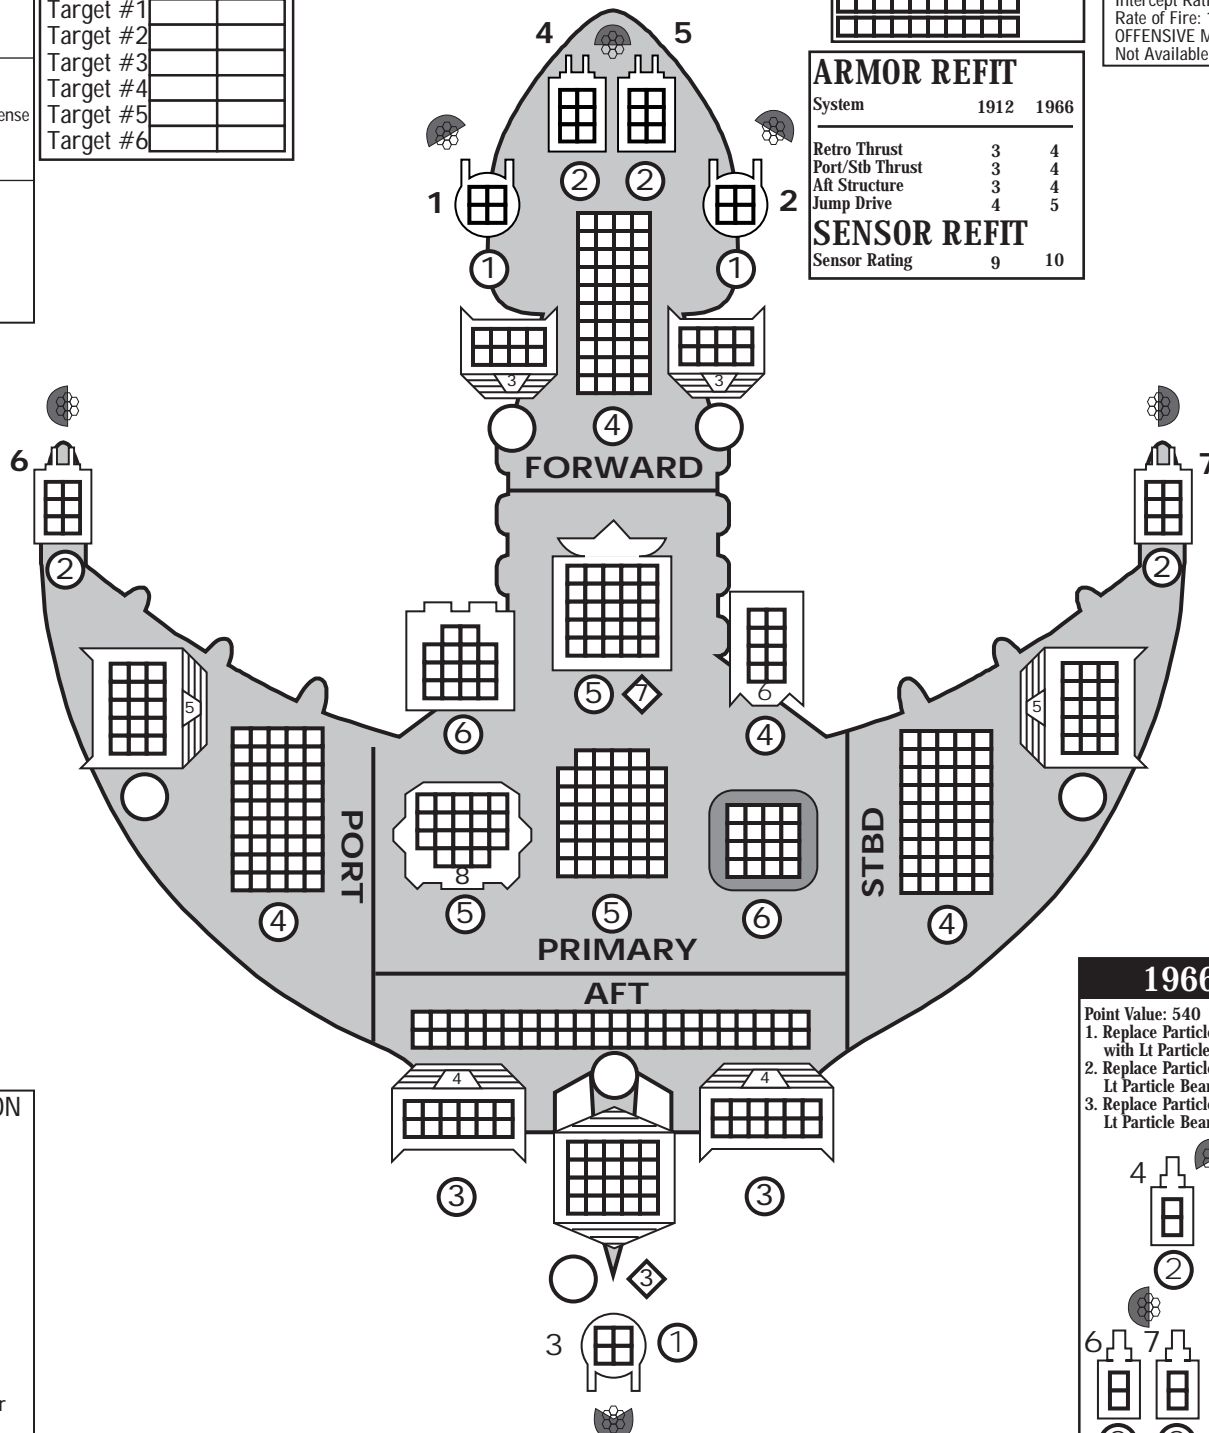 Target #1
Target #2
Target #3
Target #4
Target #5
Target #6
ense
Rate of Fire:
OFFENSIVE M
Not Available
ARMOR REFIT
System 1912 1966
Retro Thrust 3 4
Port/Stb Thrust 3 4
Aft Structure 3 4
Jump Drive 4 5
SENSOR REFIT
Sensor Rating 9 10
4 5
2 2
1 2
1 1
3 3
4
FORWARD
6 7
2 2
5 7
6
6 4
5 5
PORT
STBD
8
5 5 6
4 4
PRIMARY
AFT
4 4
3 3
3
3 1
ON
r
1966
Point Value: 540
1. Replace Particle
with Lt Particle
2. Replace Particle
Lt Particle Bea
3. Replace Particle
Lt Particle Bea
4
2
6 7